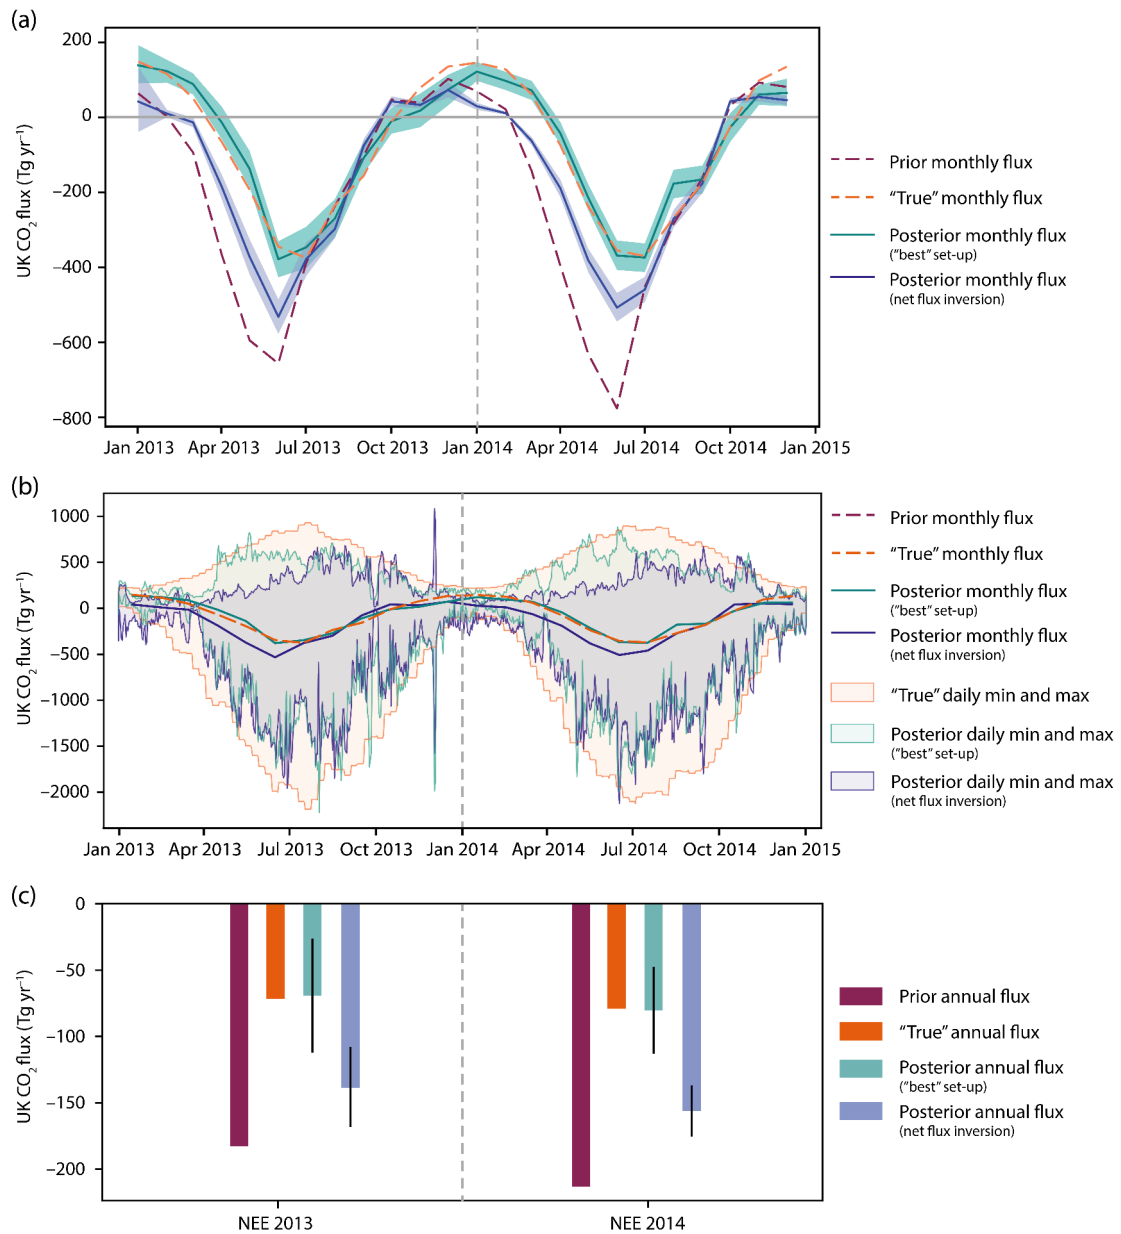 (a)
200
0
−200
−400
−600
−800
UK CO₂ flux (Tg yr⁻¹)
Jan 2013 Apr 2013 Jul 2013 Oct 2013 Jan 2014 Apr 2014 Jul 2014 Oct 2014 Jan 2015
Prior monthly flux
“True” monthly flux
Posterior monthly flux
(“best” set-up)
Posterior monthly flux
(net flux inversion)
(b)
1000
500
0
−500
−1000
−1500
−2000
UK CO₂ flux (Tg yr⁻¹)
Jan 2013 Apr 2013 Jul 2013 Oct 2013 Jan 2014 Apr 2014 Jul 2014 Oct 2014 Jan 2015
Prior monthly flux
“True” monthly flux
Posterior monthly flux
(“best” set-up)
Posterior monthly flux
(net flux inversion)
“True” daily min and max
Posterior daily min and max
(“best” set-up)
Posterior daily min and max
(net flux inversion)
(c)
0
−50
−100
−150
−200
UK CO₂ flux (Tg yr⁻¹)
NEE 2013 NEE 2014
Prior annual flux
“True” annual flux
Posterior annual flux
(“best” set-up)
Posterior annual flux
(net flux inversion)